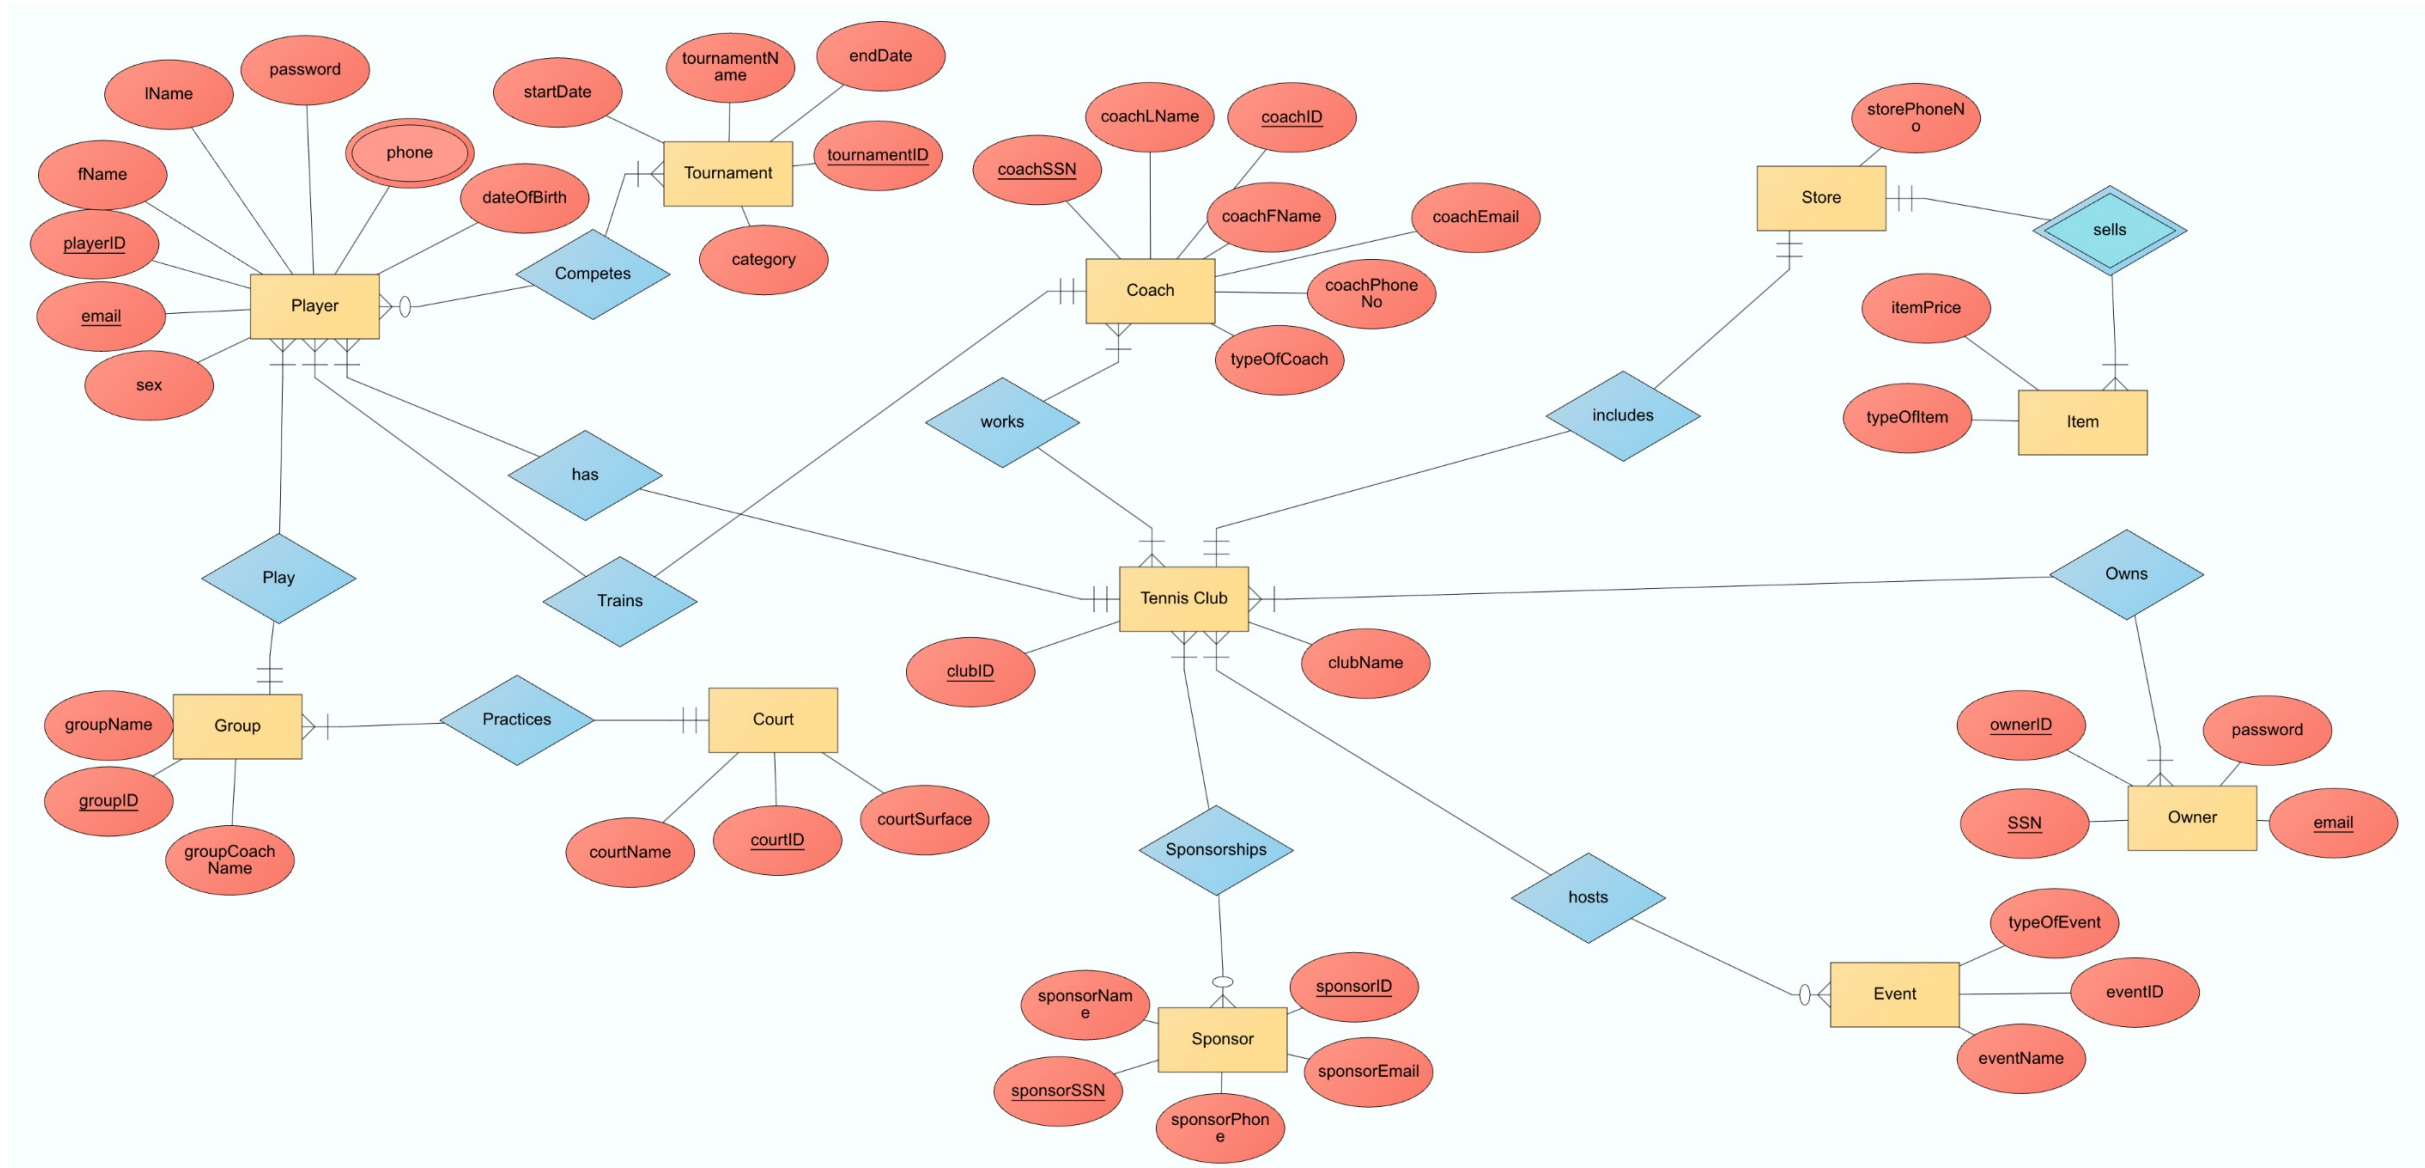 password
lName
phone
fName
dateOfBirth
playerID
email
sex
Player
startDate
tournamentN
ame
endDate
tournamentID
Tournament
category
Competes
coachLName
coachID
coachSSN
coachFName
coachEmail
coachPhone
No
typeOfCoach
Coach
storePhoneN
o
Store
sells
itemPrice
typeOfItem
Item
includes
works
has
Trains
Play
Tennis Club
clubID
clubName
Owns
groupName
Group
groupID
groupCoach
Name
Practices
Court
courtName
courtID
courtSurface
ownerID
password
SSN
Owner
email
Sponsorships
hosts
typeOfEvent
Event
eventID
eventName
sponsorNam
e
sponsorID
Sponsor
sponsorSSN
sponsorEmail
sponsorPhon
e